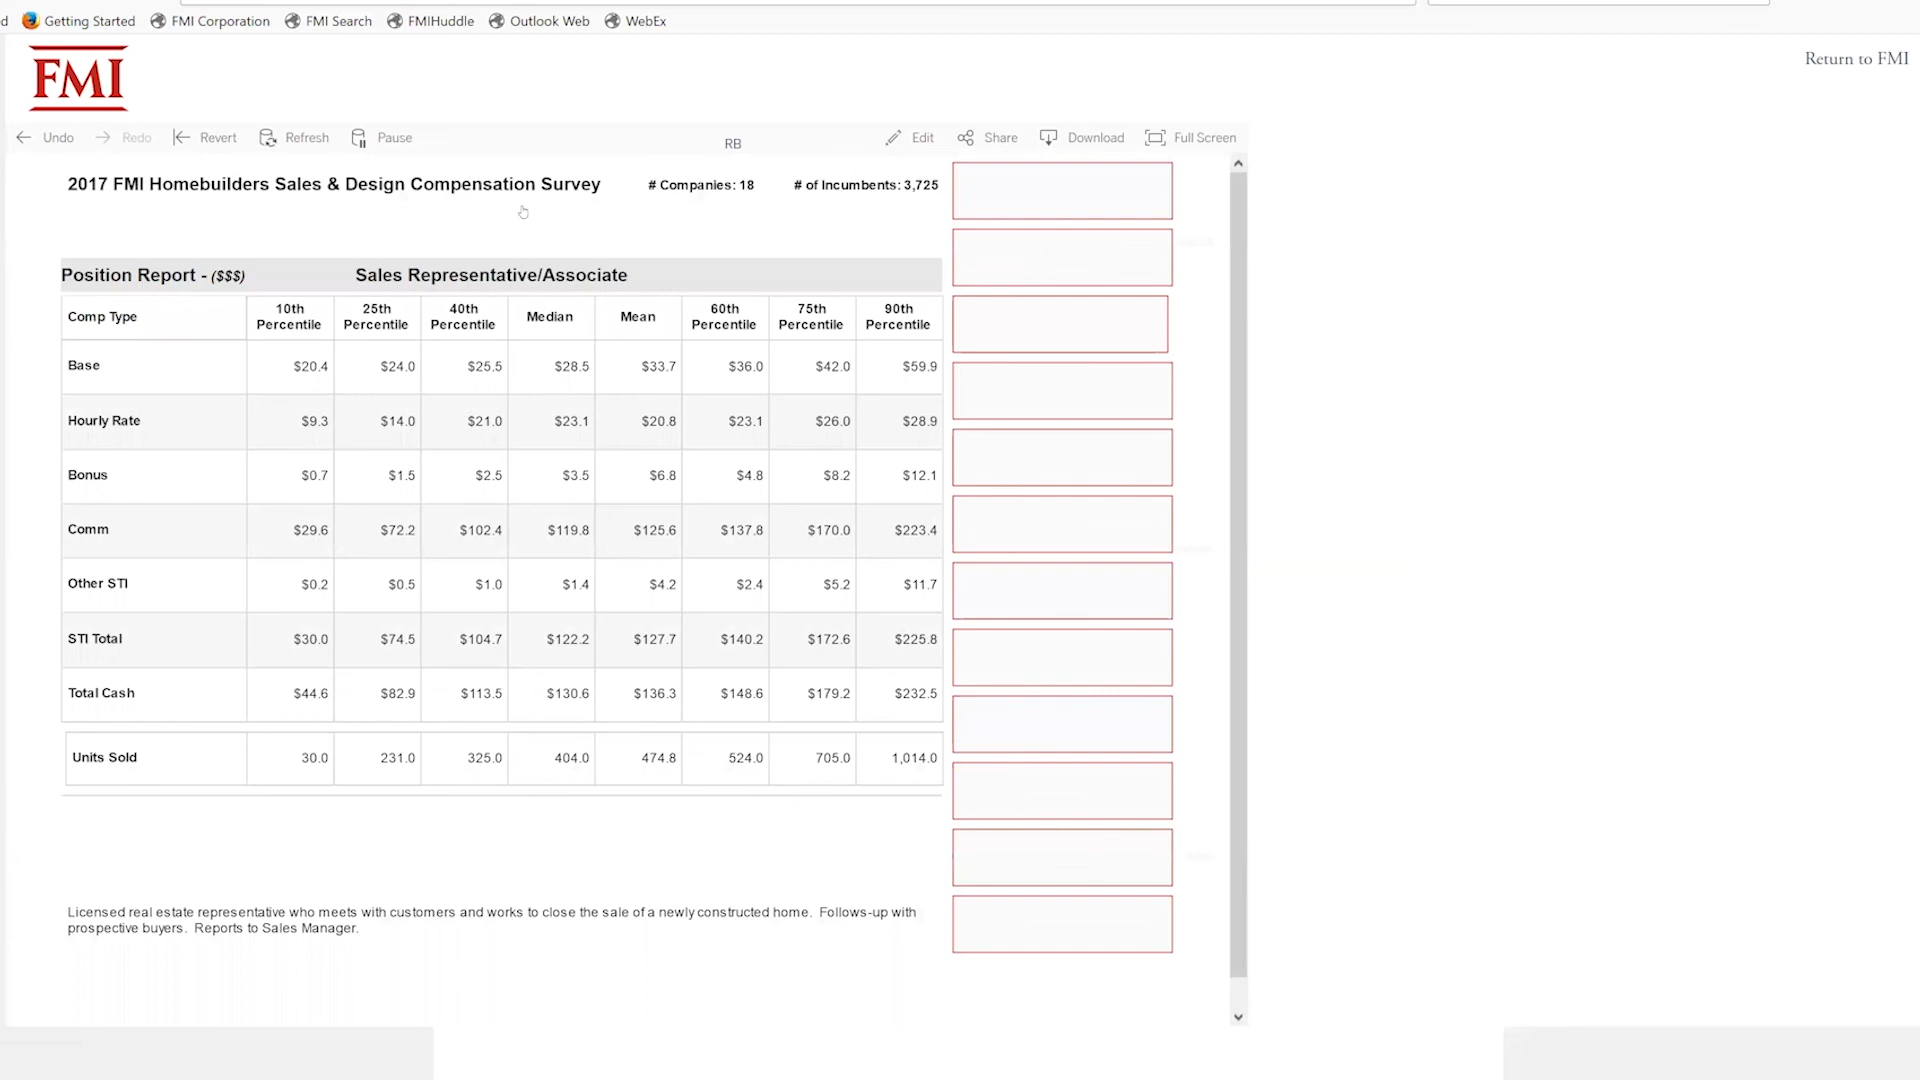 d Getting Started FMI Corporation FMI Search FMIHuddle Outlook Web WebEx
FMI
Return to FMI
Undo Redo Revert Refresh Pause RB Edit Share Download Full Screen
2017 FMI Homebuilders Sales & Design Compensation Survey # Companies: 18 # of Incumbents: 3,725
Position Report - ($$$) Sales Representative/Associate
Comp Type 10th Percentile 25th Percentile 40th Percentile Median Mean 60th Percentile 75th Percentile 90th Percentile
Base $20.4 $24.0 $25.5 $28.5 $33.7 $36.0 $42.0 $59.9
Hourly Rate $9.3 $14.0 $21.0 $23.1 $20.8 $23.1 $26.0 $28.9
Bonus $0.7 $1.5 $2.5 $3.5 $6.8 $4.8 $8.2 $12.1
Comm $29.6 $72.2 $102.4 $119.8 $125.6 $137.8 $170.0 $223.4
Other STI $0.2 $0.5 $1.0 $1.4 $4.2 $2.4 $5.2 $11.7
STI Total $30.0 $74.5 $104.7 $122.2 $127.7 $140.2 $172.6 $225.8
Total Cash $44.6 $82.9 $113.5 $130.6 $136.3 $148.6 $179.2 $232.5
Units Sold 30.0 231.0 325.0 404.0 474.8 524.0 705.0 1,014.0
Licensed real estate representative who meets with customers and works to close the sale of a newly constructed home. Follows-up with
prospective buyers. Reports to Sales Manager.